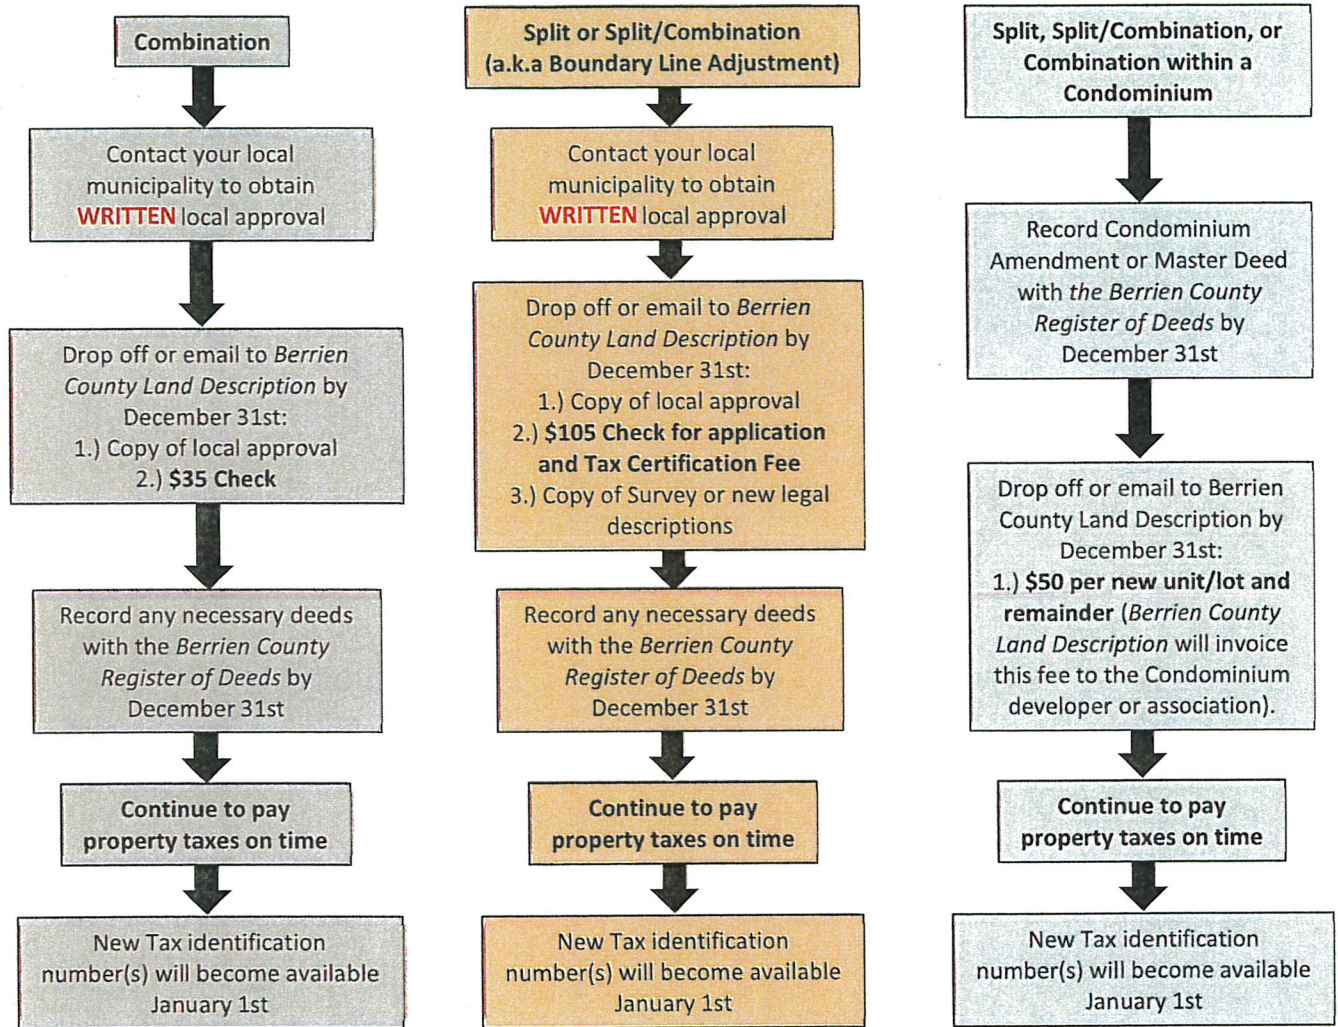 Combination
Contact your local
municipality to obtain
WRITTEN local approval
Drop off or email to Berrien
County Land Description by
December 31st:
1.) Copy of local approval
2.) $35 Check
Record any necessary deeds
with the Berrien County
Register of Deeds by
December 31st
Continue to pay
property taxes on time
New Tax identification
number(s) will become available
January 1st
Split or Split/Combination
(a.k.a Boundary Line Adjustment)
Contact your local
municipality to obtain
WRITTEN local approval
Drop off or email to Berrien
County Land Description by
December 31st:
1.) Copy of local approval
2.) $105 Check for application
and Tax Certification Fee
3.) Copy of Survey or new legal
descriptions
Record any necessary deeds
with the Berrien County
Register of Deeds by
December 31st
Continue to pay
property taxes on time
New Tax identification
number(s) will become available
January 1st
Split, Split/Combination, or
Combination within a
Condominium
Record Condominium
Amendment or Master Deed
with the Berrien County
Register of Deeds by
December 31st
Drop off or email to Berrien
County Land Description by
December 31st:
1.) $50 per new unit/lot and
remainder (Berrien County
Land Description will invoice
this fee to the Condominium
developer or association).
Continue to pay
property taxes on time
New Tax identification
number(s) will become available
January 1st